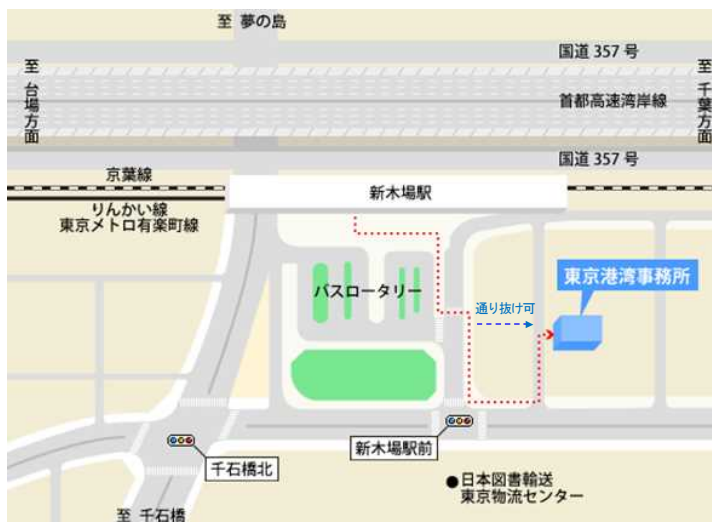 至 夢の島
国道 357 号
至 台場方面
首都高速湾岸線
至 千葉方面
国道 357 号
京葉線
新木場駅
りんかい線
東京メトロ有楽町線
東京港湾事務所
バスロータリー
通り抜け可
新木場駅前
千石橋北
●日本図書輸送
東京物流センター
至 千石橋